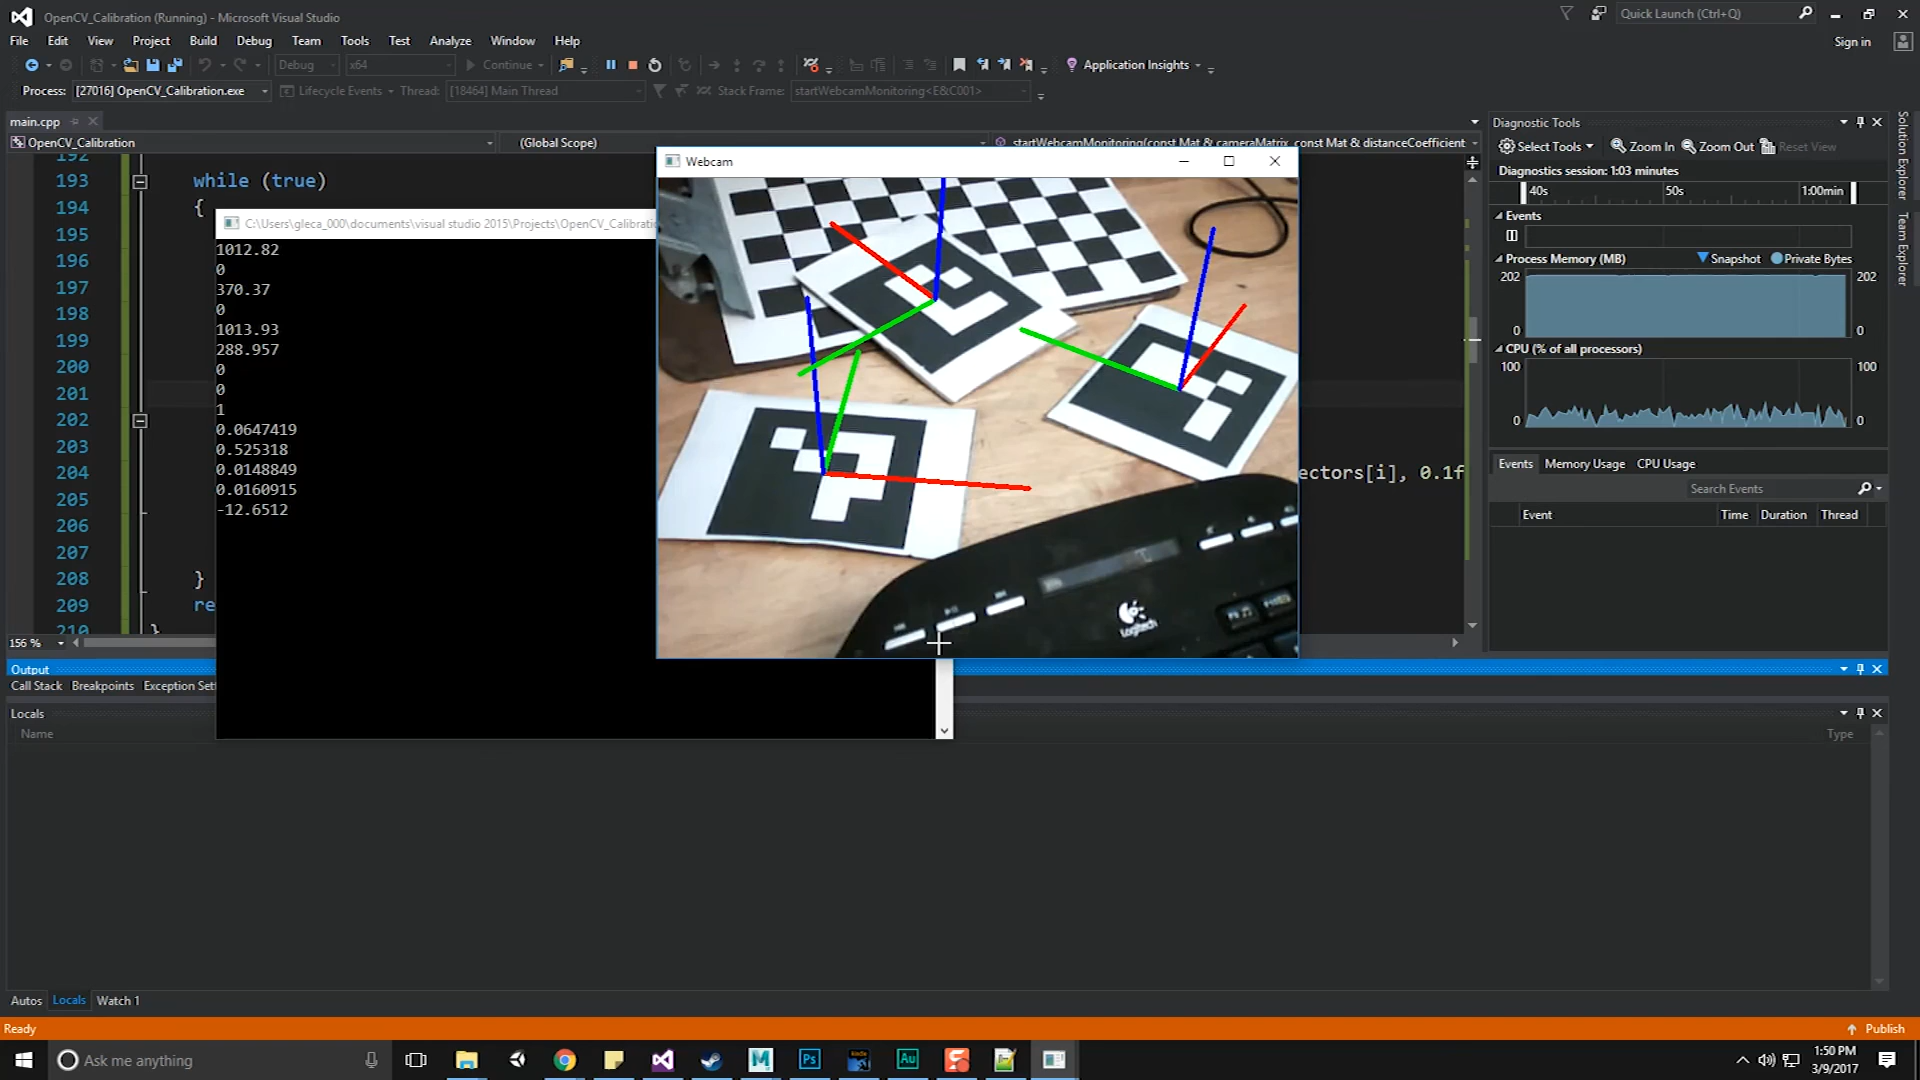 OpenCV_Calibration (Running) - Microsoft Visual Studio
Quick Launch (Ctrl+Q)
File Edit View Project Build Debug Team Tools Test Analyze Window Help
Sign in
Debug x64 Continue Application Insights
Process: [27016] OpenCV_Calibration.exe Lifecycle Events Thread: [18464] Main Thread Stack Frame: startWebcamMonitoring<E&C001>
main.cpp
OpenCV_Calibration (Global Scope) startWebcamMonitoring(const Mat & cameraMatrix, const Mat & distanceCoefficient
192
193 while (true)
194 {
195
196
197
198
199
200
201
202
203
204 ectors[i], 0.1f
205
206
207
208 }
209 re
210 }
156 %
C:\Users\gleca_000\documents\visual studio 2015\Projects\OpenCV_Calibratio
1012.82
0
370.37
0
1013.93
288.957
0
0
1
0.0647419
0.525318
0.0148849
0.0160915
-12.6512
Webcam
Logitech
Diagnostic Tools
Select Tools Zoom In Zoom Out Reset View
Diagnostics session: 1:03 minutes
40s 50s 1:00min
Events
Process Memory (MB) Snapshot Private Bytes
202 202
0 0
CPU (% of all processors)
100 100
0 0
Events Memory Usage CPU Usage
Search Events
Event Time Duration Thread
Solution Explorer
Team Explorer
Output
Call Stack Breakpoints Exception Sett
Locals
Name Type
Autos Locals Watch 1
Ready Publish
Ask me anything
Ps
Au
1:50 PM
3/9/2017